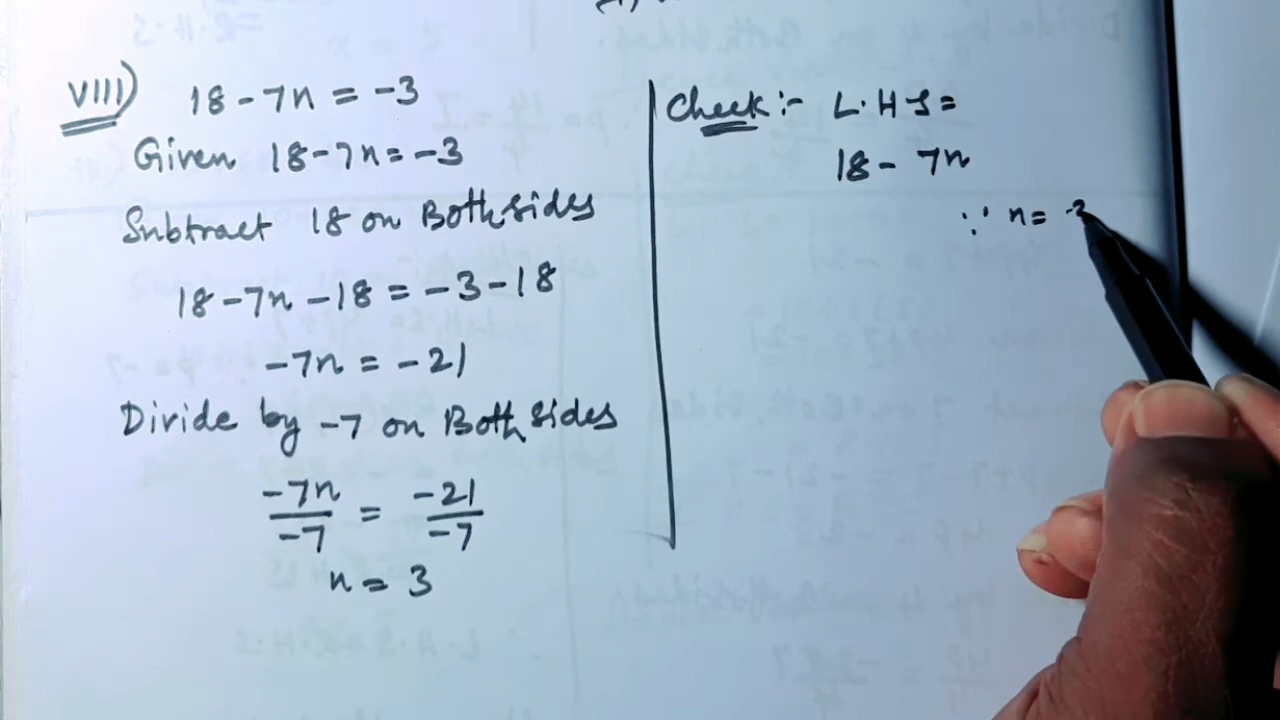 VIII) 18 - 7n = -3
Given 18 - 7n = -3
Subtract 18 on Both sides
18 - 7n - 18 = -3 - 18
-7n = -21
Divide by -7 on Both sides
-7n/-7 = -21/-7
n = 3
Check :- L.H S =
18 - 7n
∵ n =